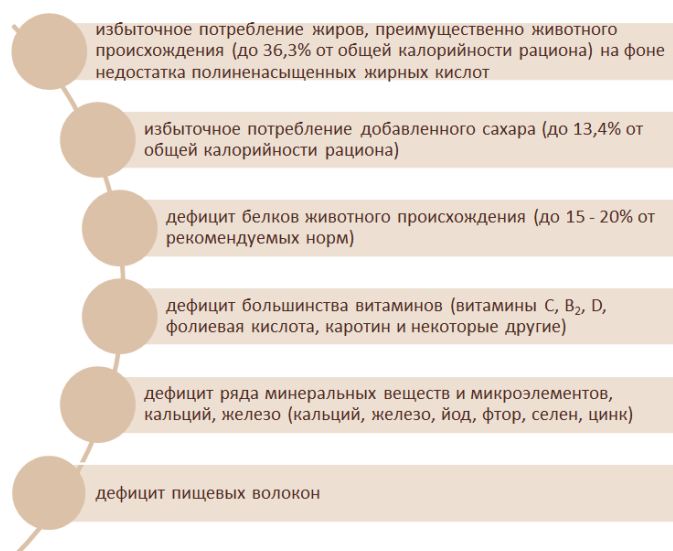 избыточное потребление жиров, преимущественно животного
происхождения (до 36,3% от общей калорийности рациона) на фоне
недостатка полиненасыщенных жирных кислот
избыточное потребление добавленного сахара (до 13,4% от
общей калорийности рациона)
дефицит белков животного происхождения (до 15 - 20% от
рекомендуемых норм)
дефицит большинства витаминов (витамины С, В₂, D,
фолиевая кислота, каротин и некоторые другие)
дефицит ряда минеральных веществ и микроэлементов,
кальций, железо (кальций, железо, йод, фтор, селен, цинк)
дефицит пищевых волокон